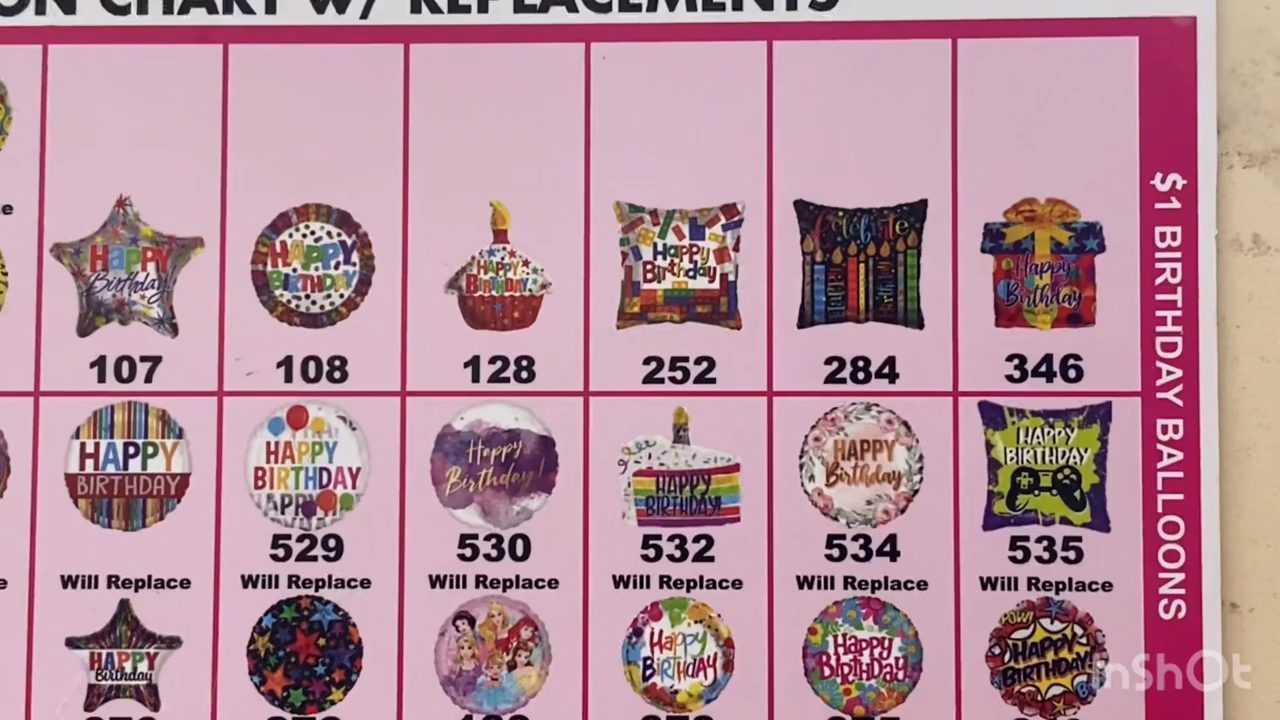 ON CHART W/ REPLACEMENTS
$1 BIRTHDAY BALLOONS
HAPPY
Birthday!
HAPPY
BIRTHDAY
HAPPY
BIRTHDAY
Happy
Birthday
Celebrate
Happy
Birthday
Happy
Birthday
107
108
128
252
284
346
HAPPY
BIRTHDAY
HAPPY
BIRTHDAY
Happy
Birthday!
HAPPY
BIRTHDAY!
HAPPY
Birthday
HAPPY
BIRTHDAY
529
530
532
534
535
Will Replace
Will Replace
Will Replace
Will Replace
Will Replace
Will Replace
HAPPY
Birthday
Happy
BIRTHDAY
Happy
BIRTHDAY
POW!
HAPPY
BIRTHDAY!
InShOt